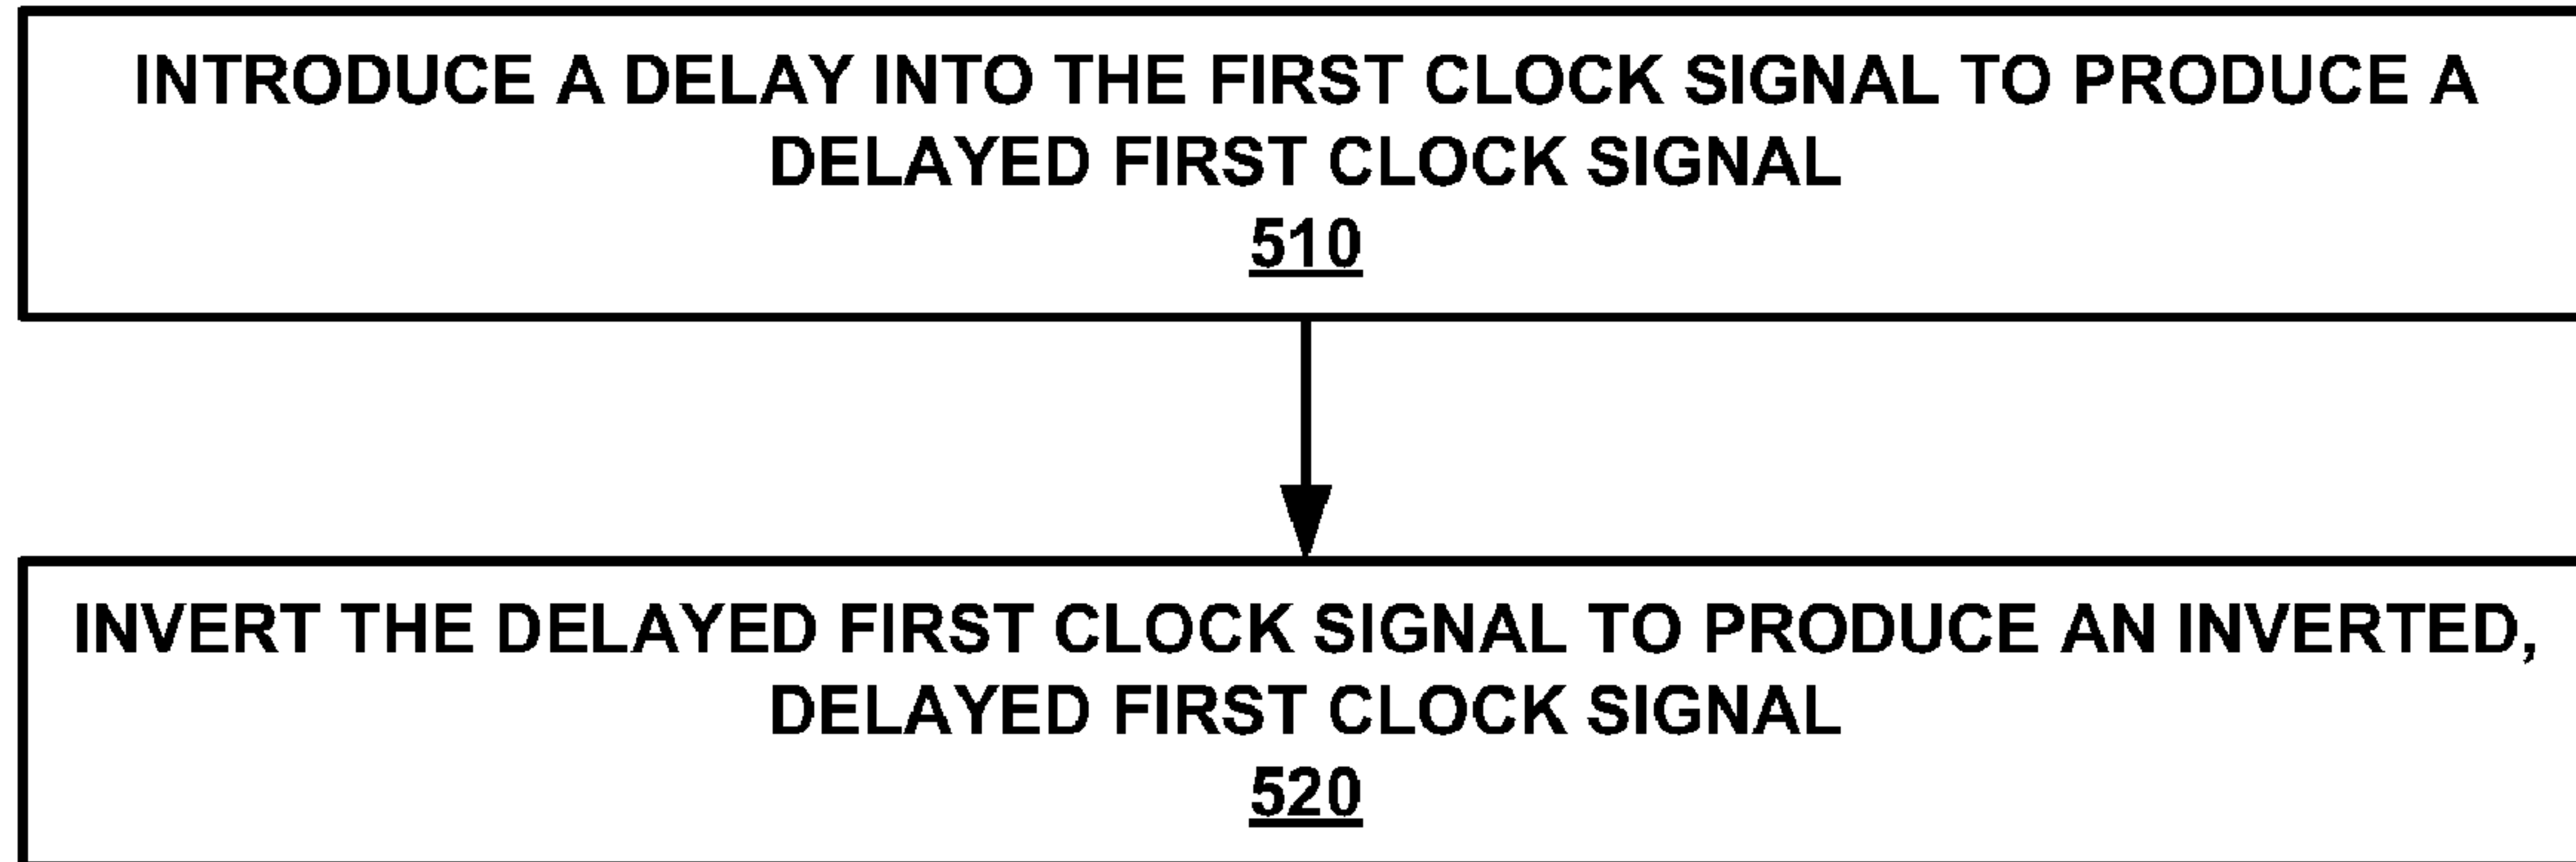 INTRODUCE A DELAY INTO THE FIRST CLOCK SIGNAL TO PRODUCE A
DELAYED FIRST CLOCK SIGNAL
510
INVERT THE DELAYED FIRST CLOCK SIGNAL TO PRODUCE AN INVERTED,
DELAYED FIRST CLOCK SIGNAL
520